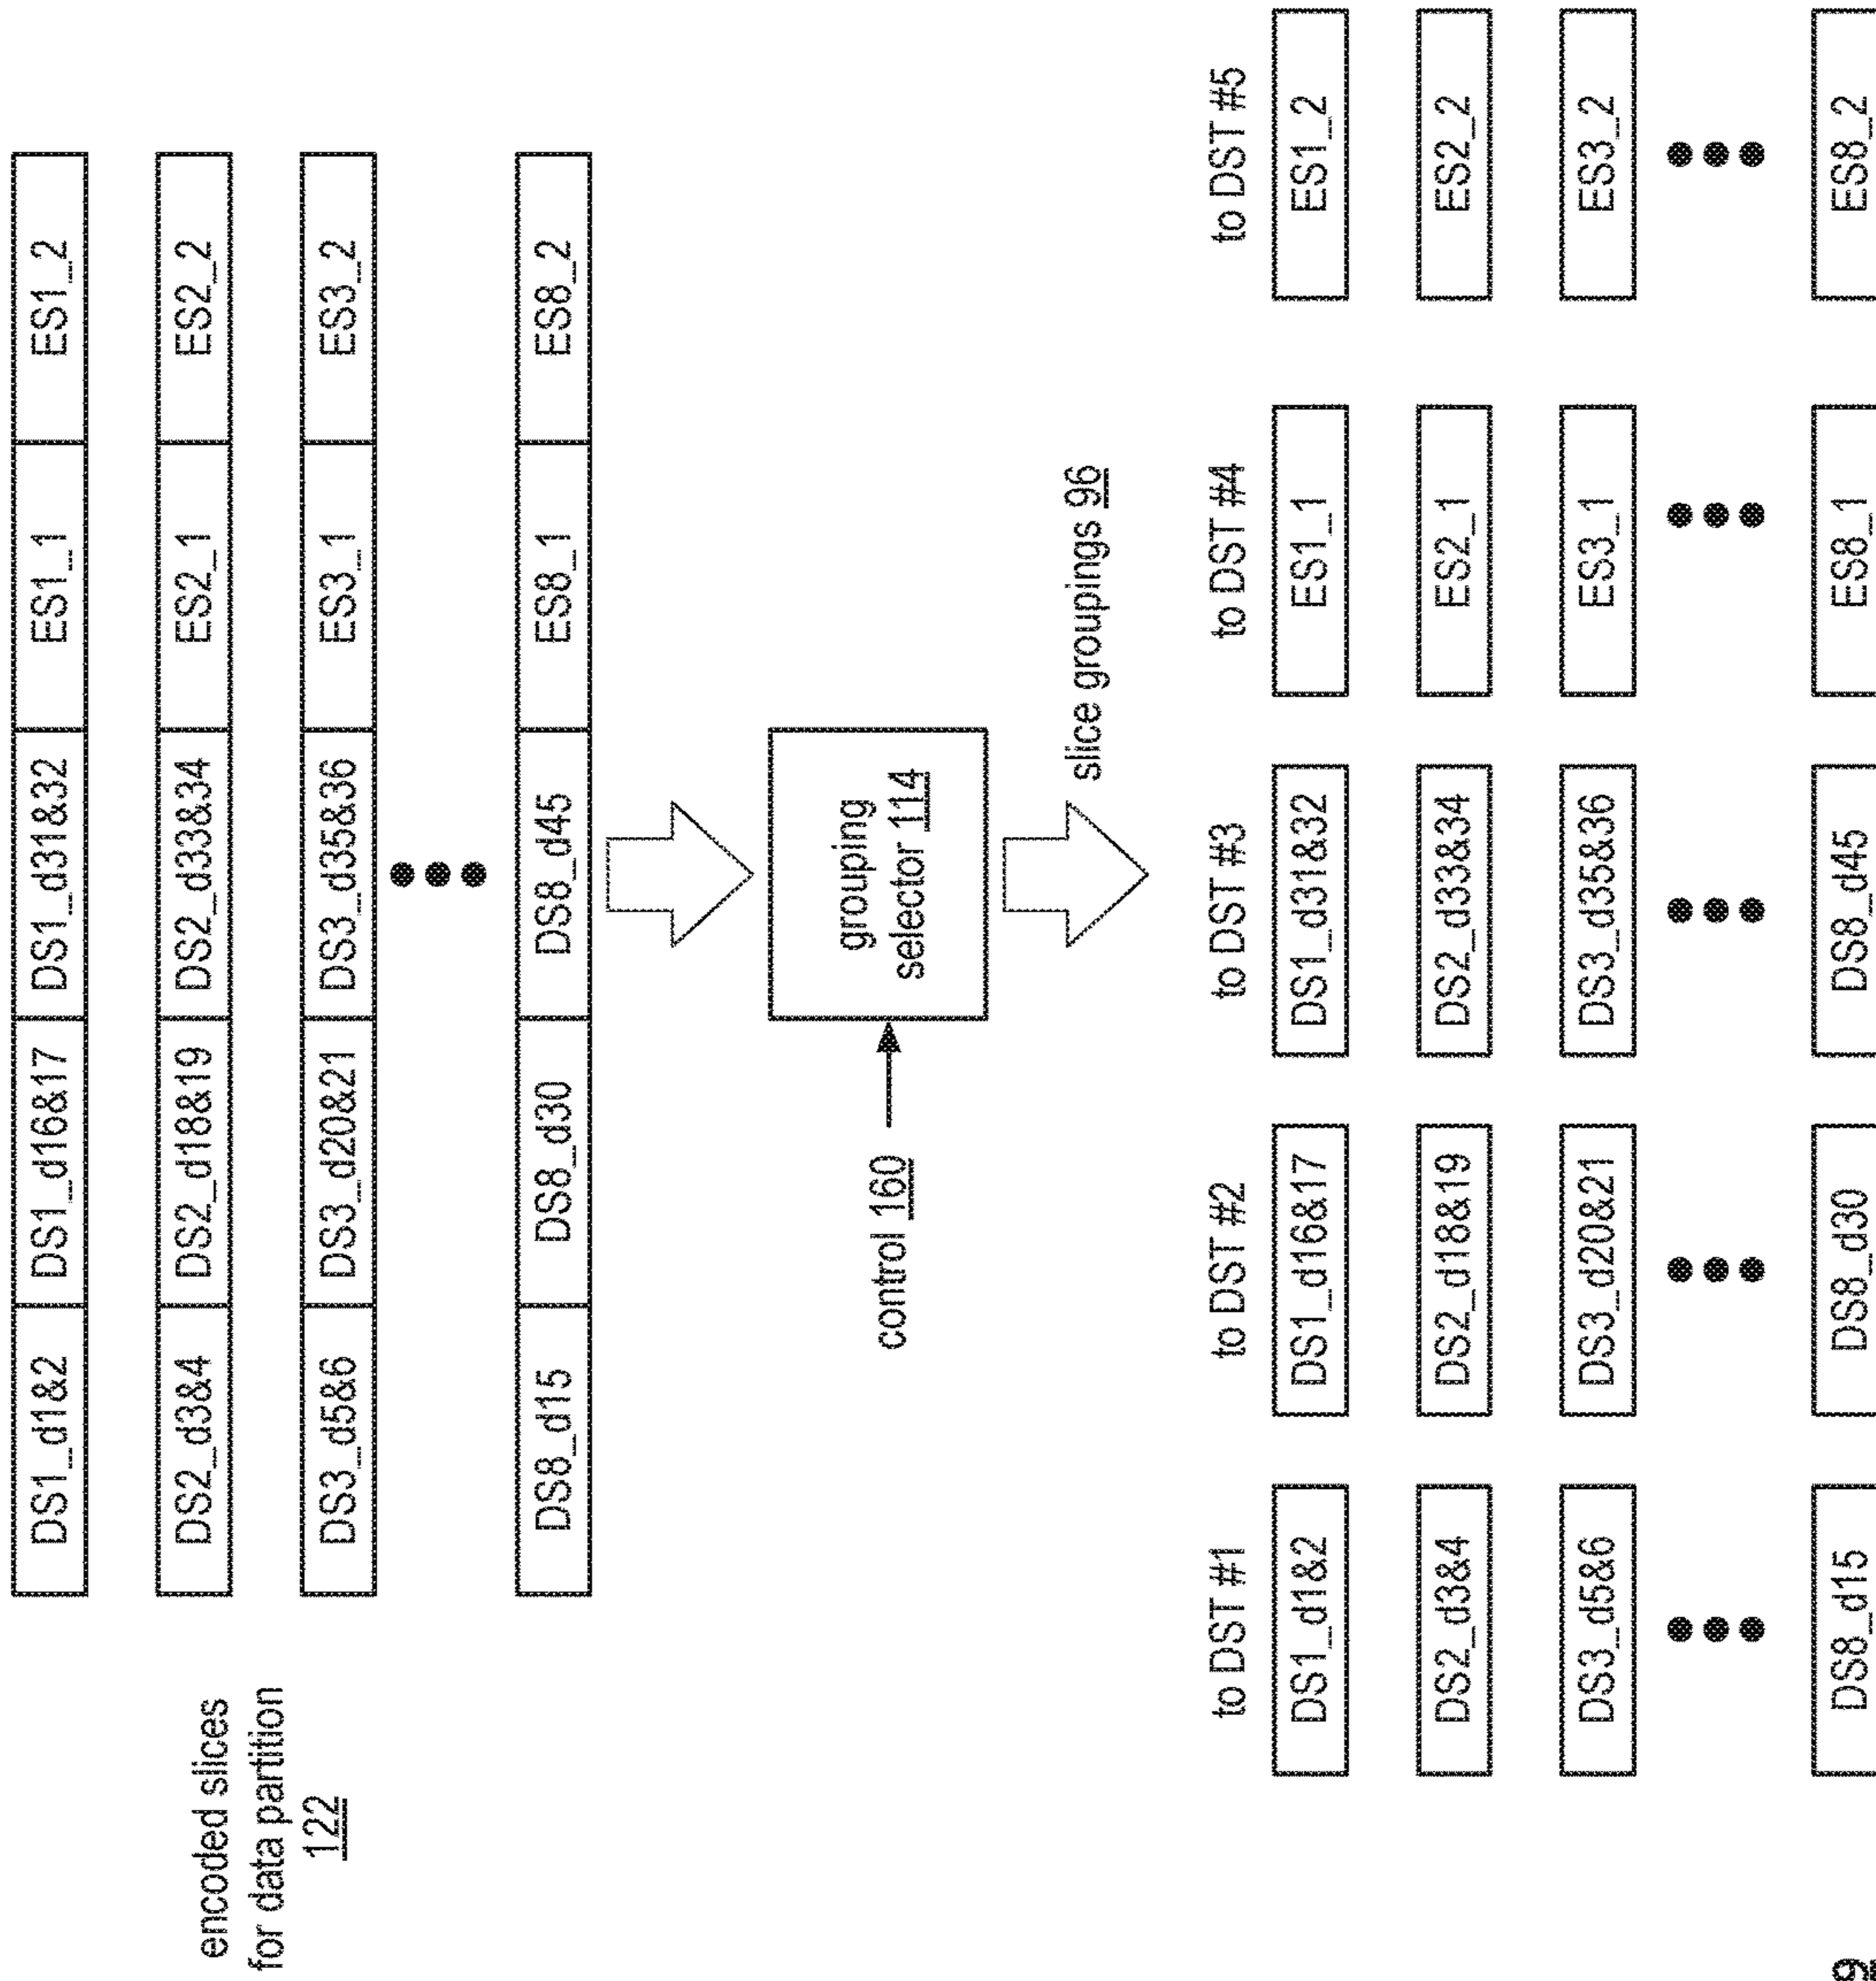 encoded slices
for data partition
122
DS1_d1&2 DS1_d16&17 DS1_d31&32 ES1_1 ES1_2
DS2_d3&4 DS2_d18&19 DS2_d33&34 ES2_1 ES2_2
DS3_d5&6 DS3_d20&21 DS3_d35&36 ES3_1 ES3_2
DS8_d15 DS8_d30 DS8_d45 ES8_1 ES8_2
control 160
grouping
selector 114
slice groupings 96
to DST #1 to DST #2 to DST #3 to DST #4 to DST #5
DS1_d1&2 DS1_d16&17 DS1_d31&32 ES1_1 ES1_2
DS2_d3&4 DS2_d18&19 DS2_d33&34 ES2_1 ES2_2
DS3_d5&6 DS3_d20&21 DS3_d35&36 ES3_1 ES3_2
DS8_d15 DS8_d30 DS8_d45 ES8_1 ES8_2